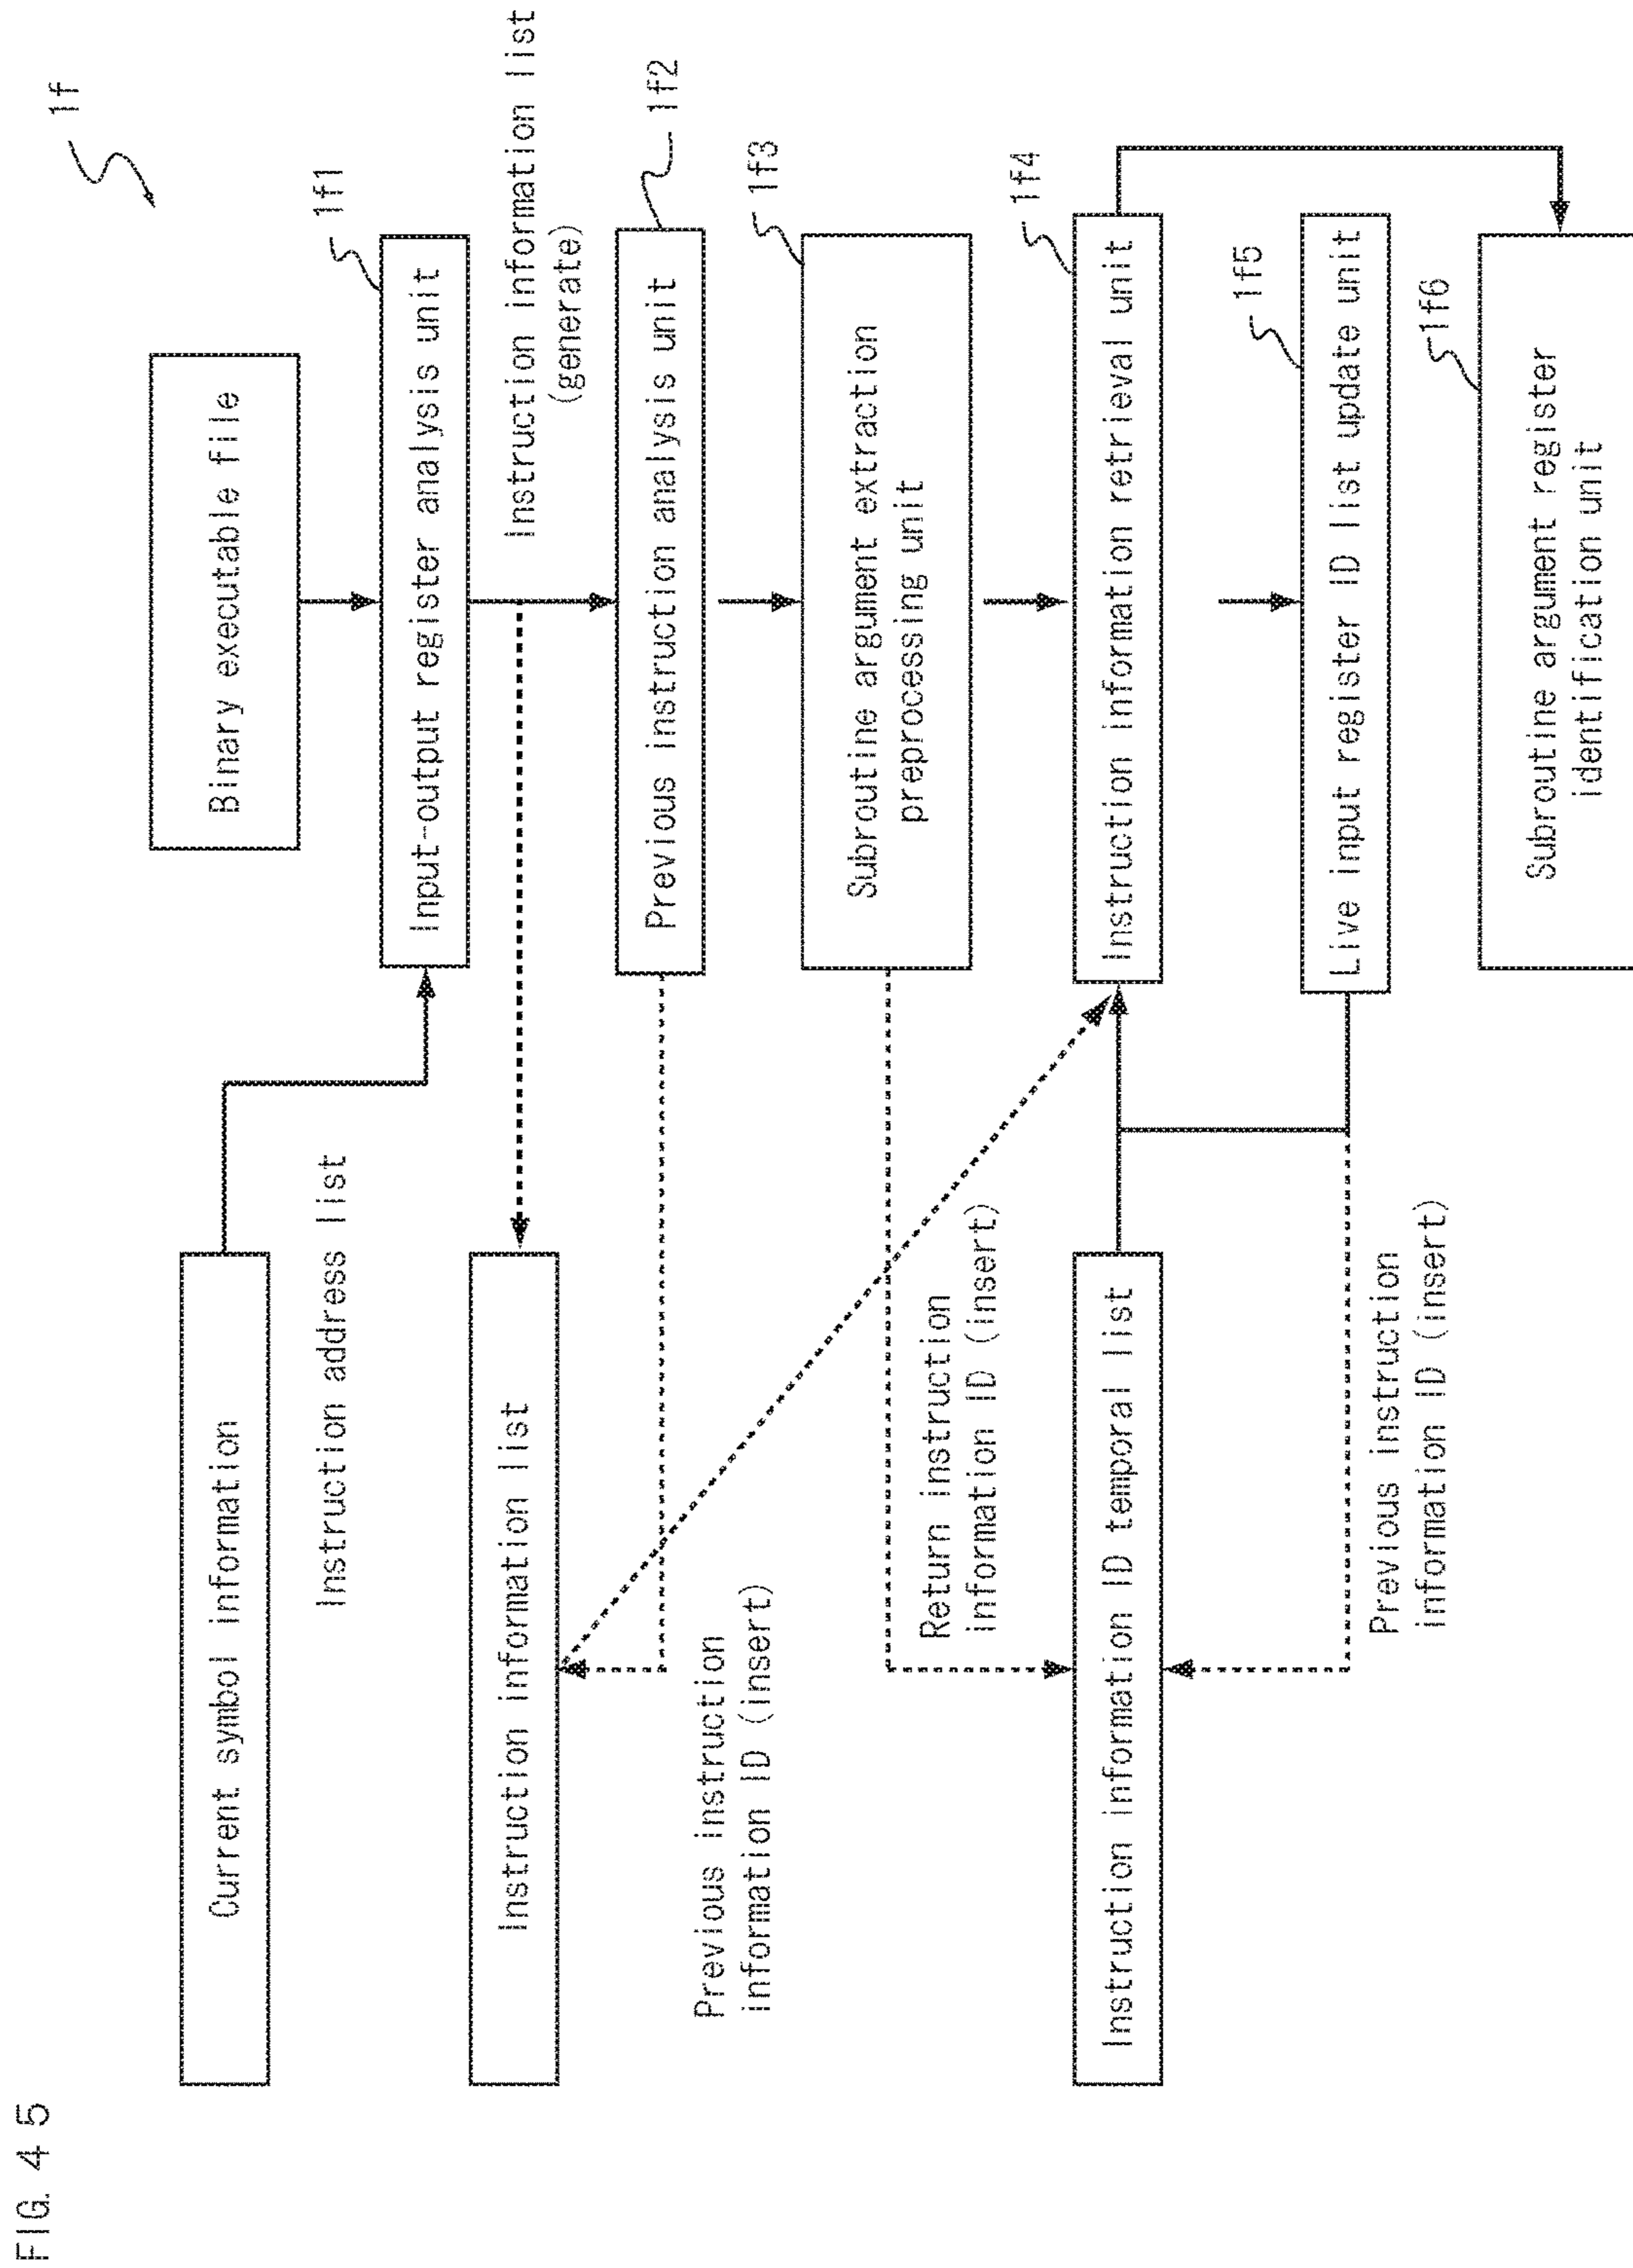 FIG. 45
1f
Binary executable file
Current symbol information
1f1
Input-output register analysis unit
Instruction address list
Instruction information list
(generate)
Instruction information list
1f2
Previous instruction analysis unit
Previous instruction
information ID (insert)
1f3
Subroutine argument extraction
preprocessing unit
Return instruction
information ID (insert)
1f4
Instruction information retrieval unit
Instruction information ID temporal list
1f5
Live input register ID list update unit
Previous instruction
information ID (insert)
1f6
Subroutine argument register
identification unit